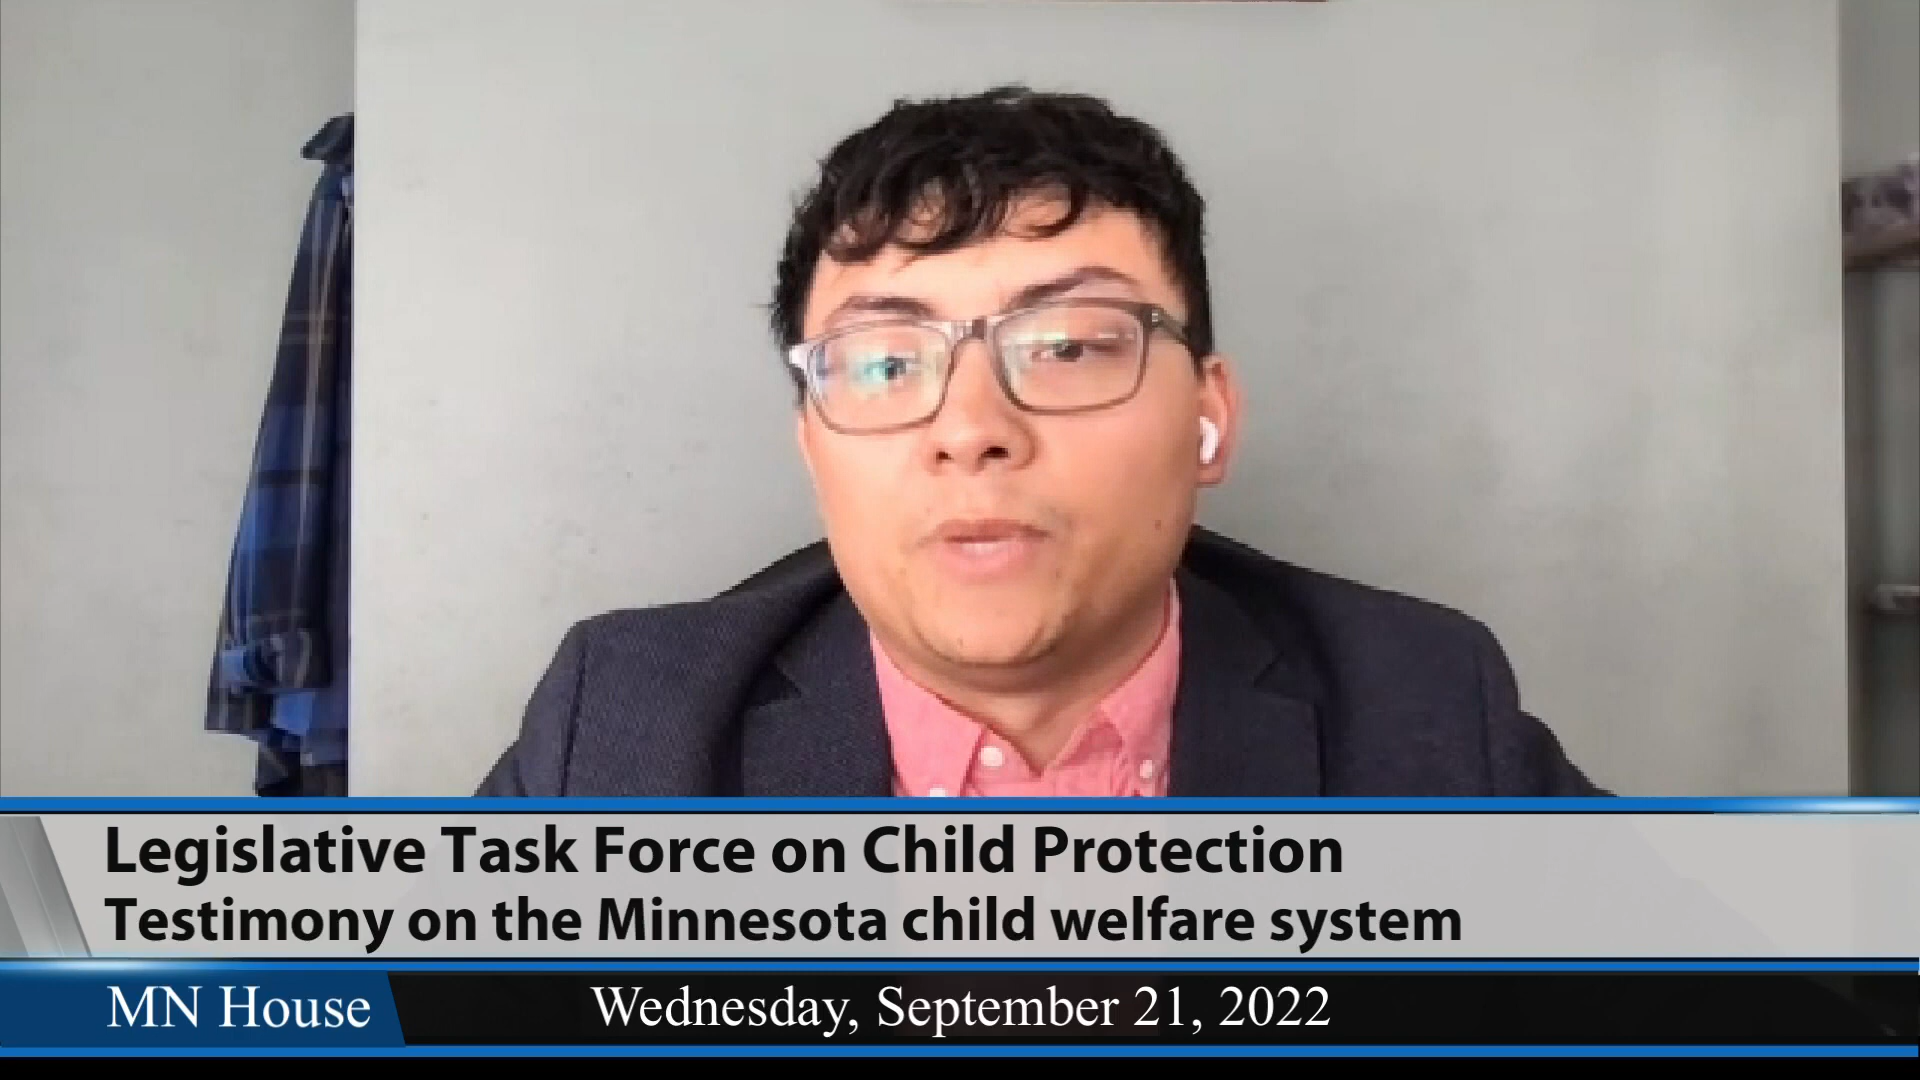 Legislative Task Force on Child Protection
Testimony on the Minnesota child welfare system
MN House
Wednesday, September 21, 2022